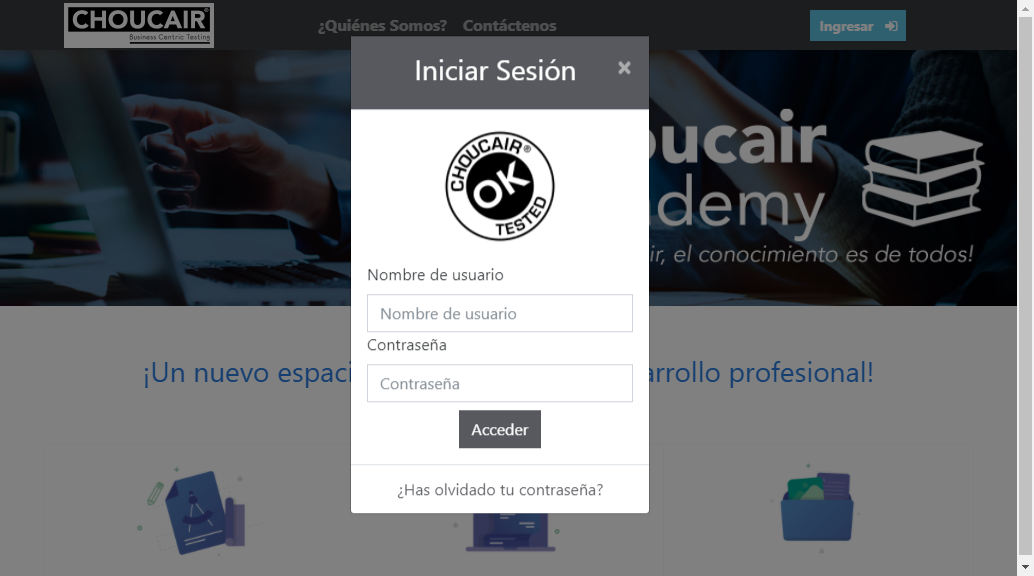 CHOUCAIR®
Business Centric Testing
¿Quiénes Somos?
Contáctenos
Ingresar
Iniciar Sesión
×
CHOUCAIR®
OK
TESTED
Nombre de usuario
Nombre de usuario
Contraseña
Contraseña
Acceder
¿Has olvidado tu contraseña?
oucair
demy
ir, el conocimiento es de todos!
¡Un nuevo espaci
arrollo profesional!